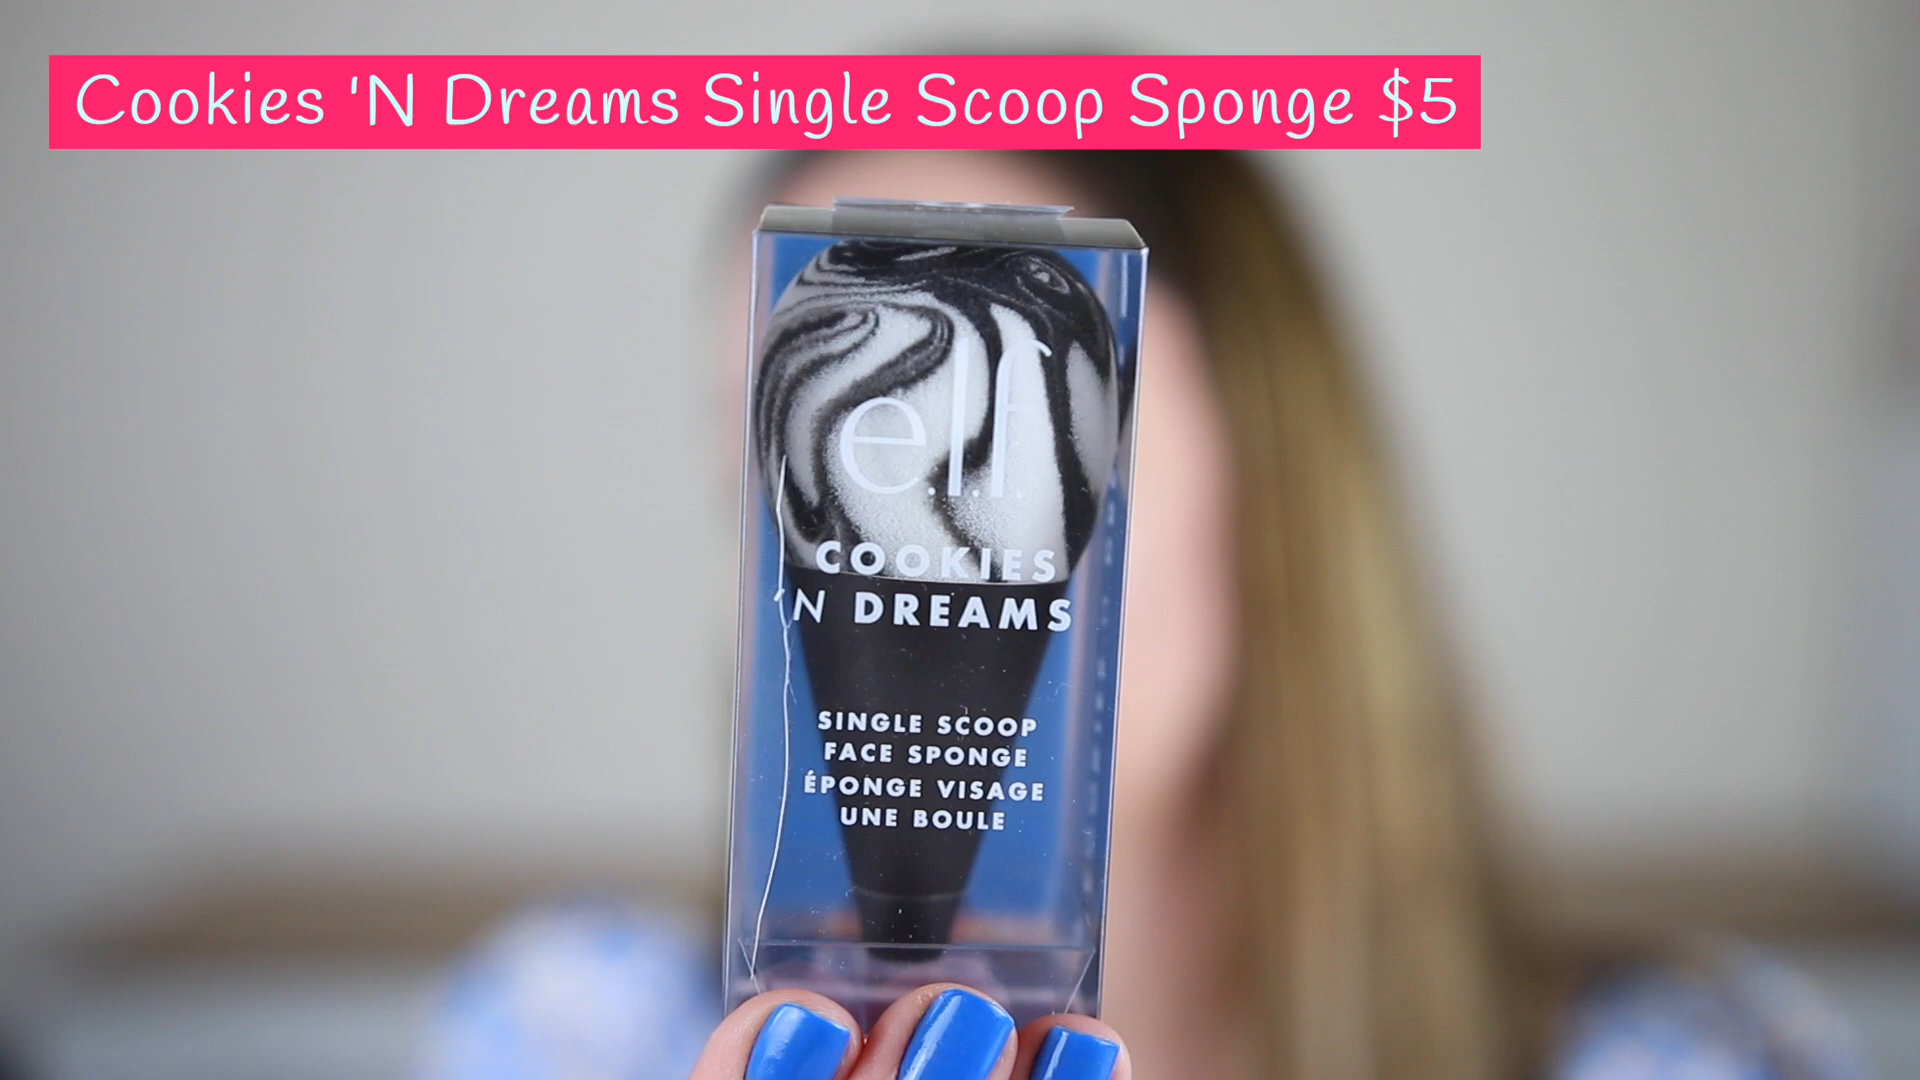 Cookies 'N Dreams Single Scoop Sponge $5
e.l.f.
COOKIES
'N DREAMS
SINGLE SCOOP
FACE SPONGE
ÉPONGE VISAGE
UNE BOULE